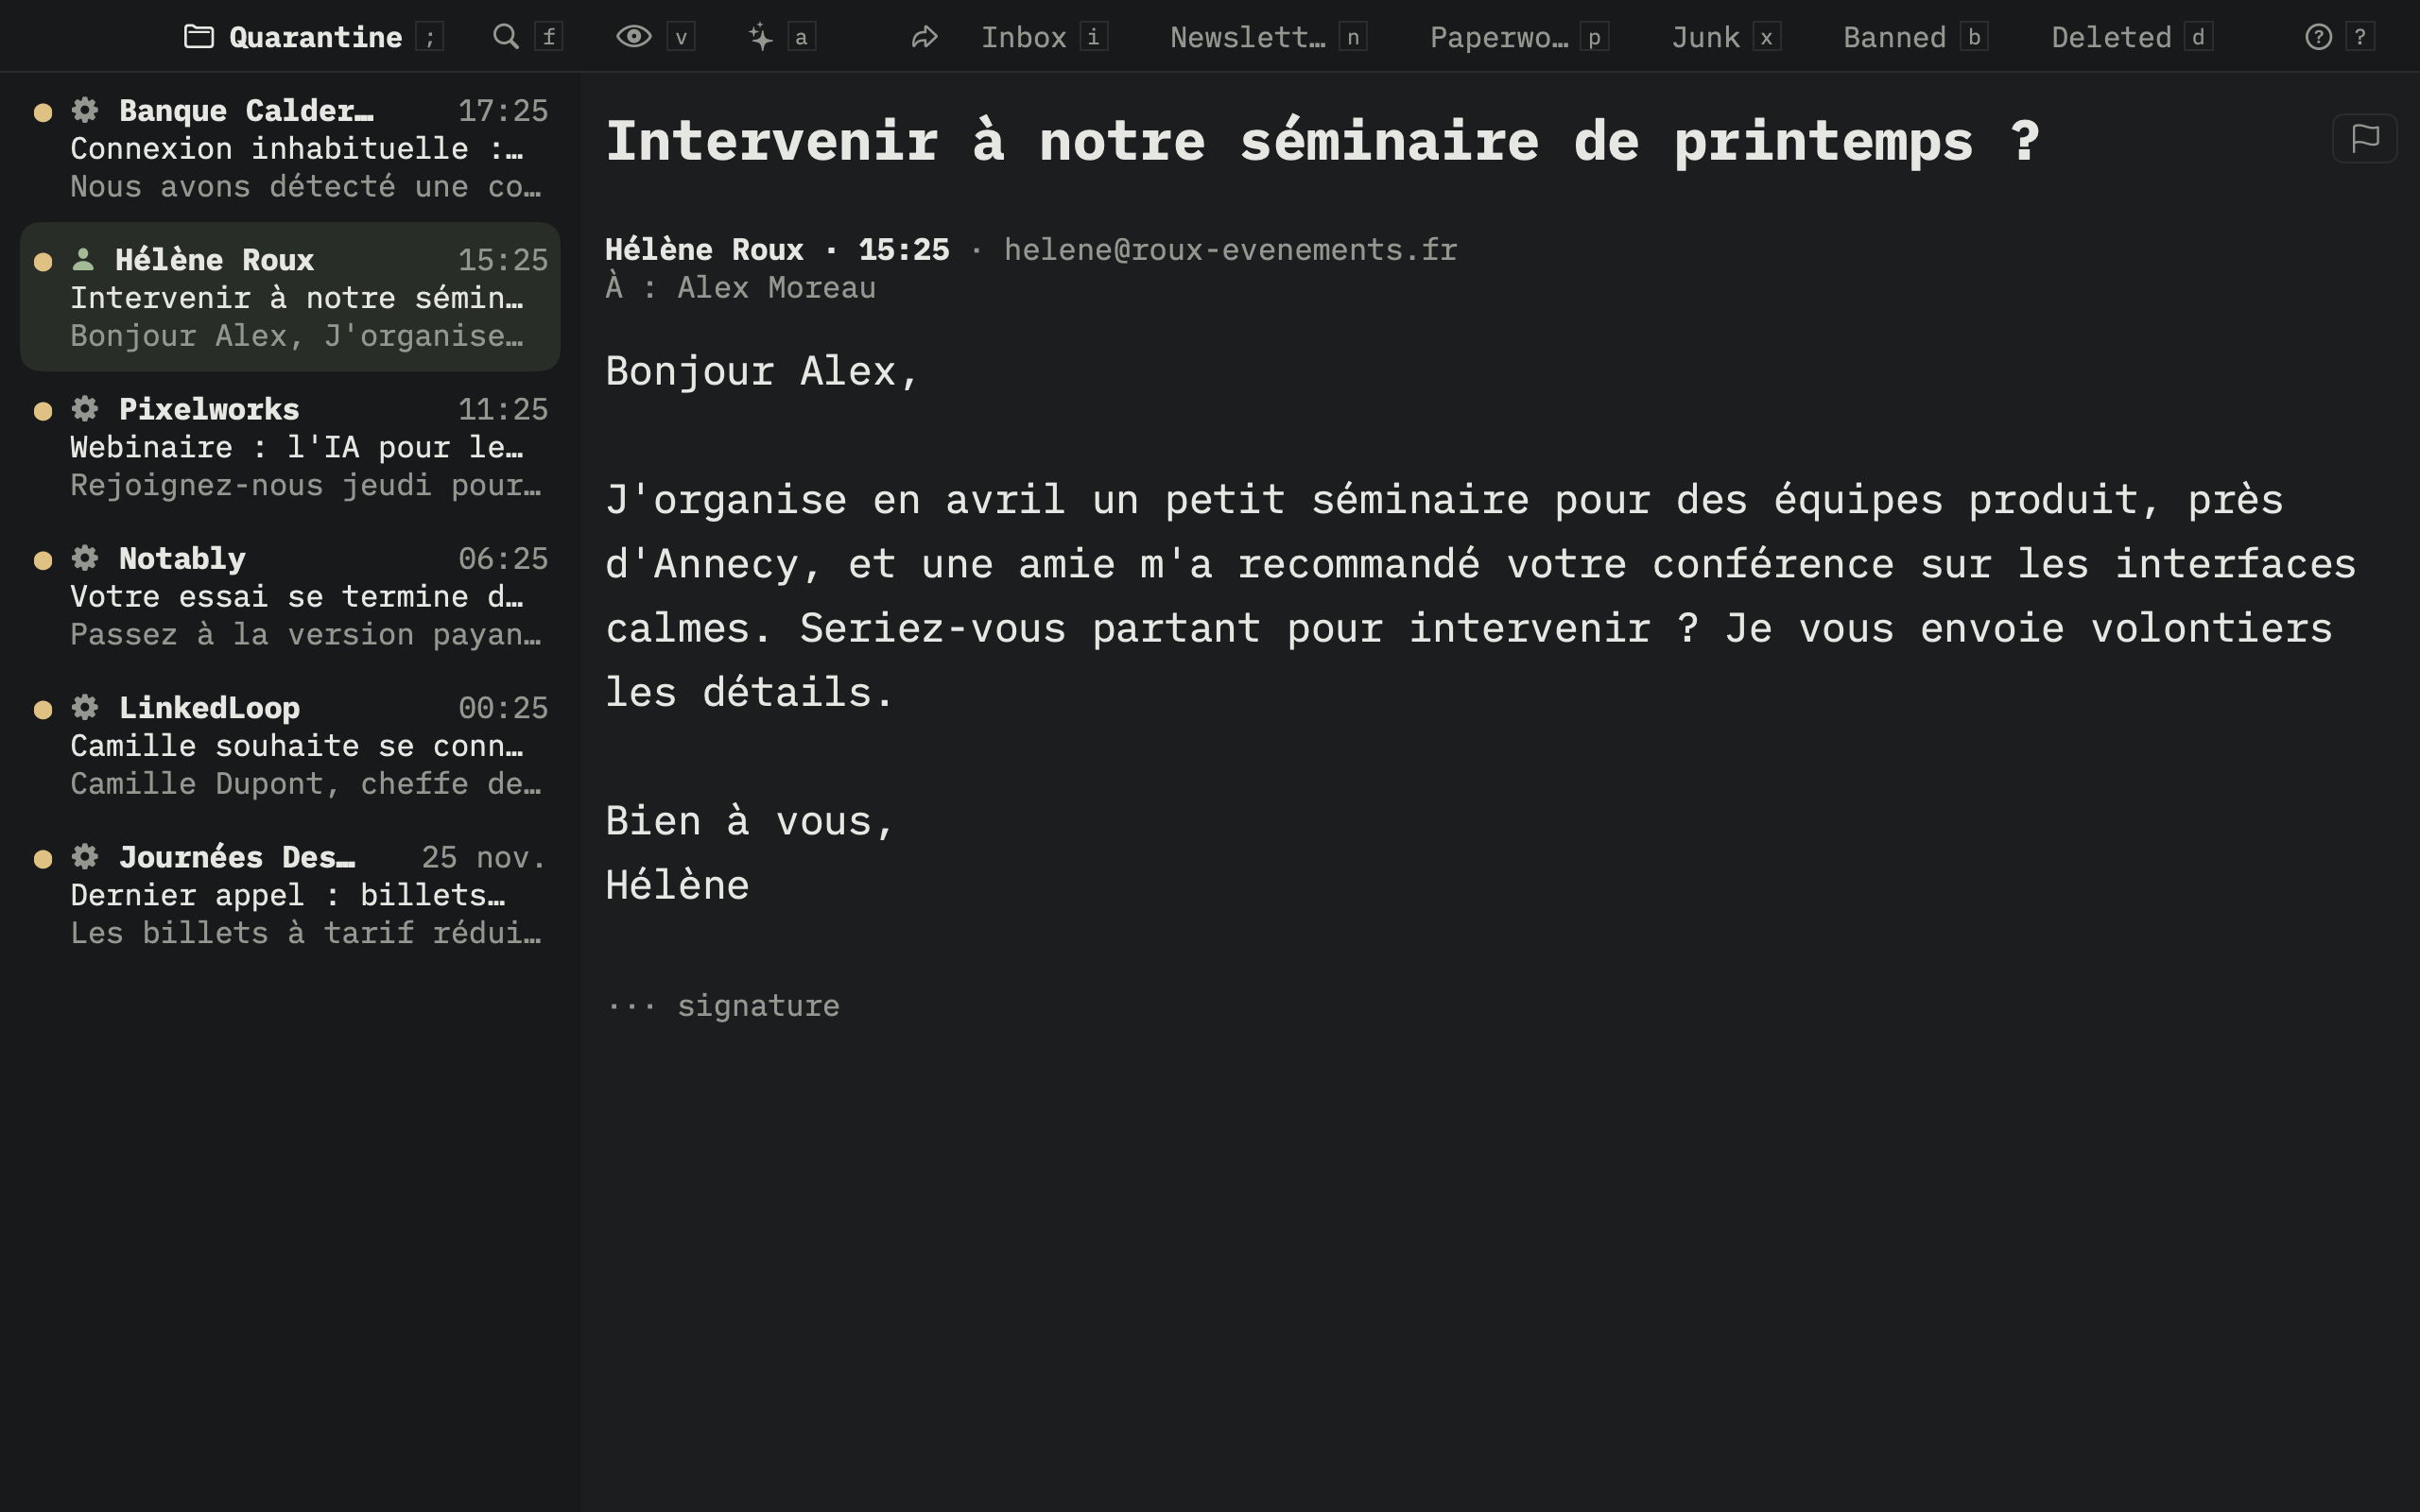 Quarantine ; f v a Inbox i Newslett… n Paperwo… p Junk x Banned b Deleted d ? ?
Banque Calder… 17:25
Connexion inhabituelle :…
Nous avons détecté une co…
Hélène Roux 15:25
Intervenir à notre sémin…
Bonjour Alex, J'organise…
Pixelworks 11:25
Webinaire : l'IA pour le…
Rejoignez-nous jeudi pour…
Notably 06:25
Votre essai se termine d…
Passez à la version payan…
LinkedLoop 00:25
Camille souhaite se conn…
Camille Dupont, cheffe de…
Journées Des… 25 nov.
Dernier appel : billets…
Les billets à tarif rédui…
Intervenir à notre séminaire de printemps ?
Hélène Roux · 15:25 · helene@roux-evenements.fr
À : Alex Moreau
Bonjour Alex,
J'organise en avril un petit séminaire pour des équipes produit, près
d'Annecy, et une amie m'a recommandé votre conférence sur les interfaces
calmes. Seriez-vous partant pour intervenir ? Je vous envoie volontiers
les détails.
Bien à vous,
Hélène
··· signature